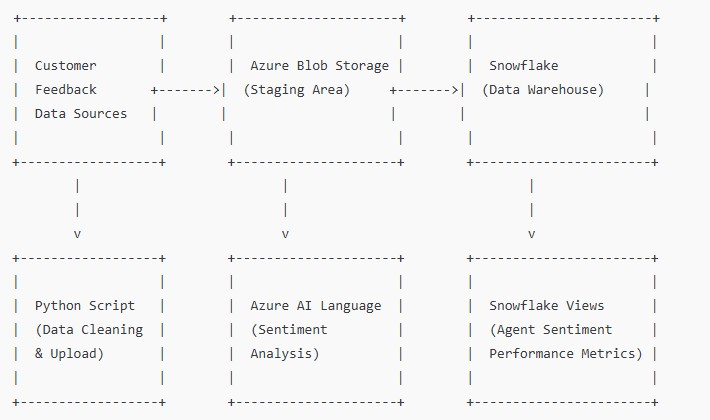 Customer
Feedback
Data Sources
Azure Blob Storage
(Staging Area)
Snowflake
(Data Warehouse)
v
v
v
Python Script
(Data Cleaning
& Upload)
Azure AI Language
(Sentiment
Analysis)
Snowflake Views
(Agent Sentiment
Performance Metrics)